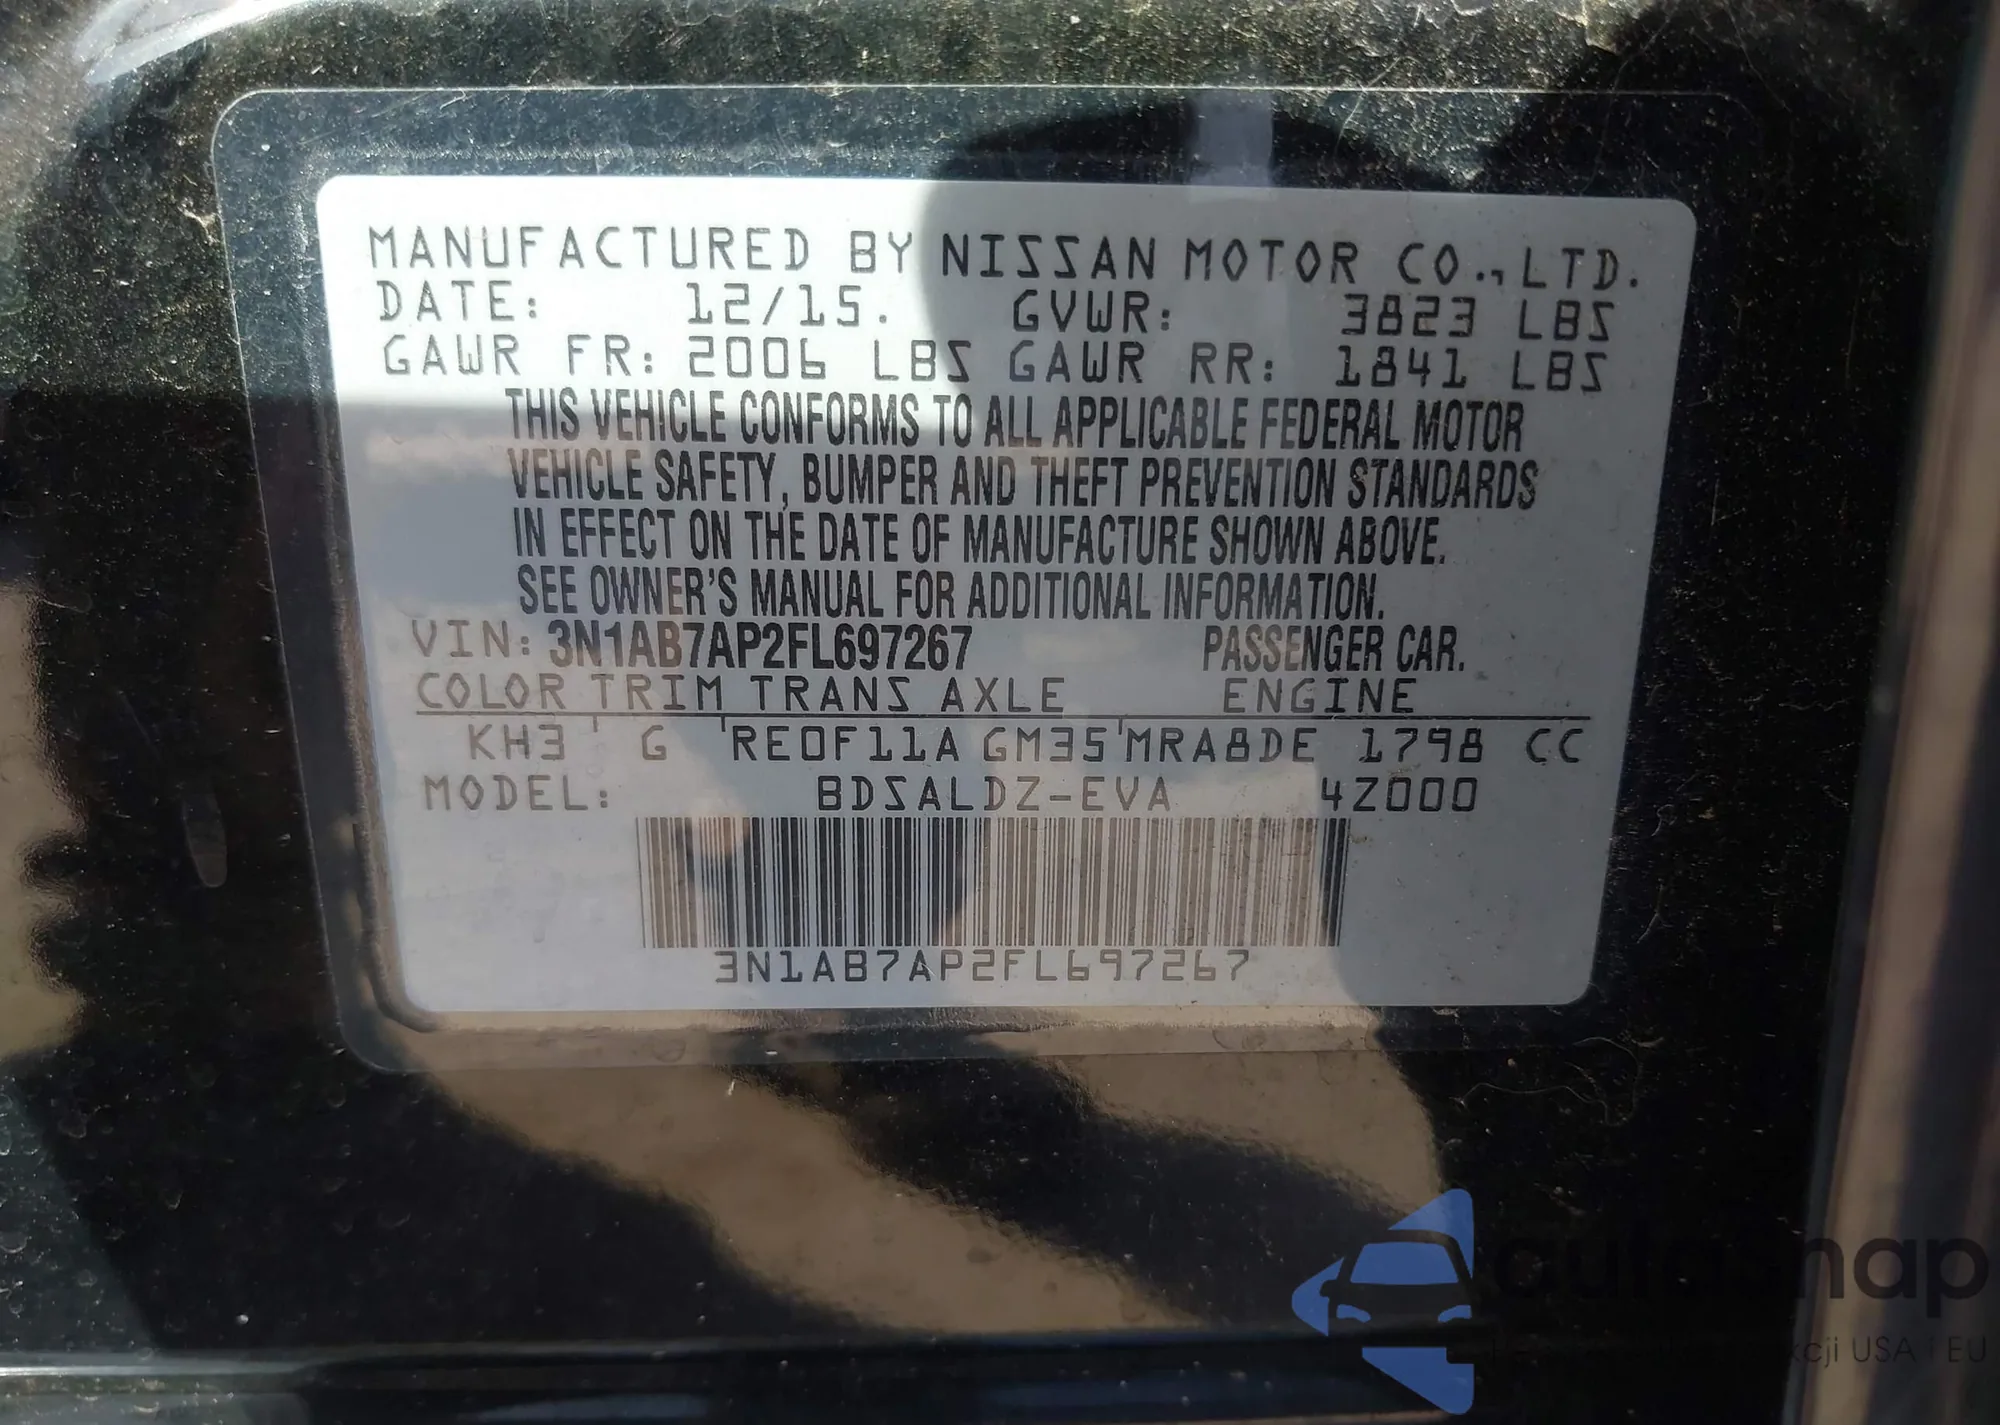 MANUFACTURED BY NISSAN MOTOR CO., LTD.
DATE: 12/15. GVWR: 3823 LBS
GAWR FR: 2006 LBS GAWR RR: 1841 LBS
THIS VEHICLE CONFORMS TO ALL APPLICABLE FEDERAL MOTOR
VEHICLE SAFETY, BUMPER AND THEFT PREVENTION STANDARDS
IN EFFECT ON THE DATE OF MANUFACTURE SHOWN ABOVE.
SEE OWNER'S MANUAL FOR ADDITIONAL INFORMATION.
VIN: 3N1AB7AP2FL697267 PASSENGER CAR.
COLOR TRIM TRANS AXLE ENGINE
KH3 ' G 'RE0F11A GM35'MRA8DE 1798 CC
MODEL: BDSALDZ-EVA 4Z000
3N1AB7AP2FL697267
USA i EU